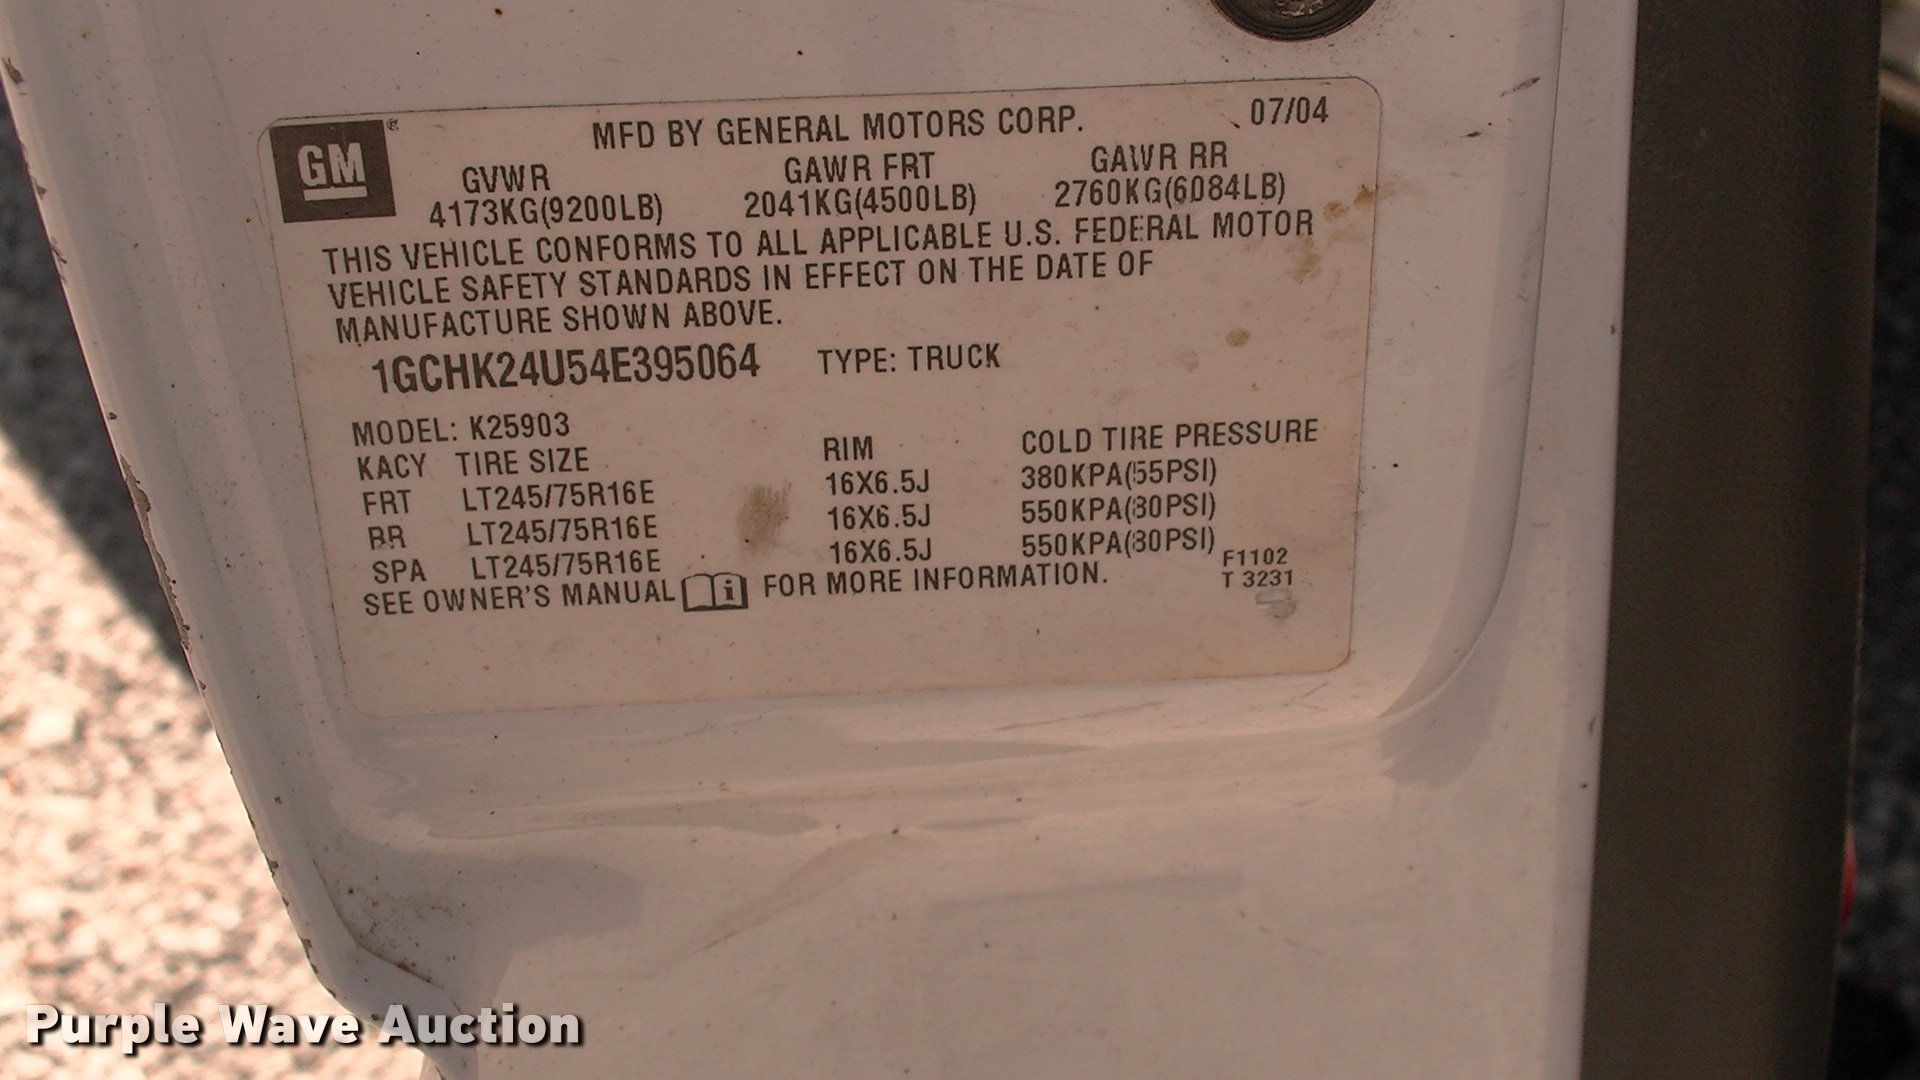 MFD BY GENERAL MOTORS CORP. 07/04
GM®
GVWR GAWR FRT GAWR RR
4173KG(9200LB) 2041KG(4500LB) 2760KG(6084LB)
THIS VEHICLE CONFORMS TO ALL APPLICABLE U.S. FEDERAL MOTOR
VEHICLE SAFETY STANDARDS IN EFFECT ON THE DATE OF
MANUFACTURE SHOWN ABOVE.
1GCHK24U54E395064 TYPE: TRUCK
MODEL: K25903
KACY TIRE SIZE RIM COLD TIRE PRESSURE
FRT LT245/75R16E 16X6.5J 380KPA(55PSI)
RR LT245/75R16E 16X6.5J 550KPA(80PSI)
SPA LT245/75R16E 16X6.5J 550KPA(80PSI)
SEE OWNER'S MANUAL i FOR MORE INFORMATION.
F1102
T 3231
Purple Wave Auction